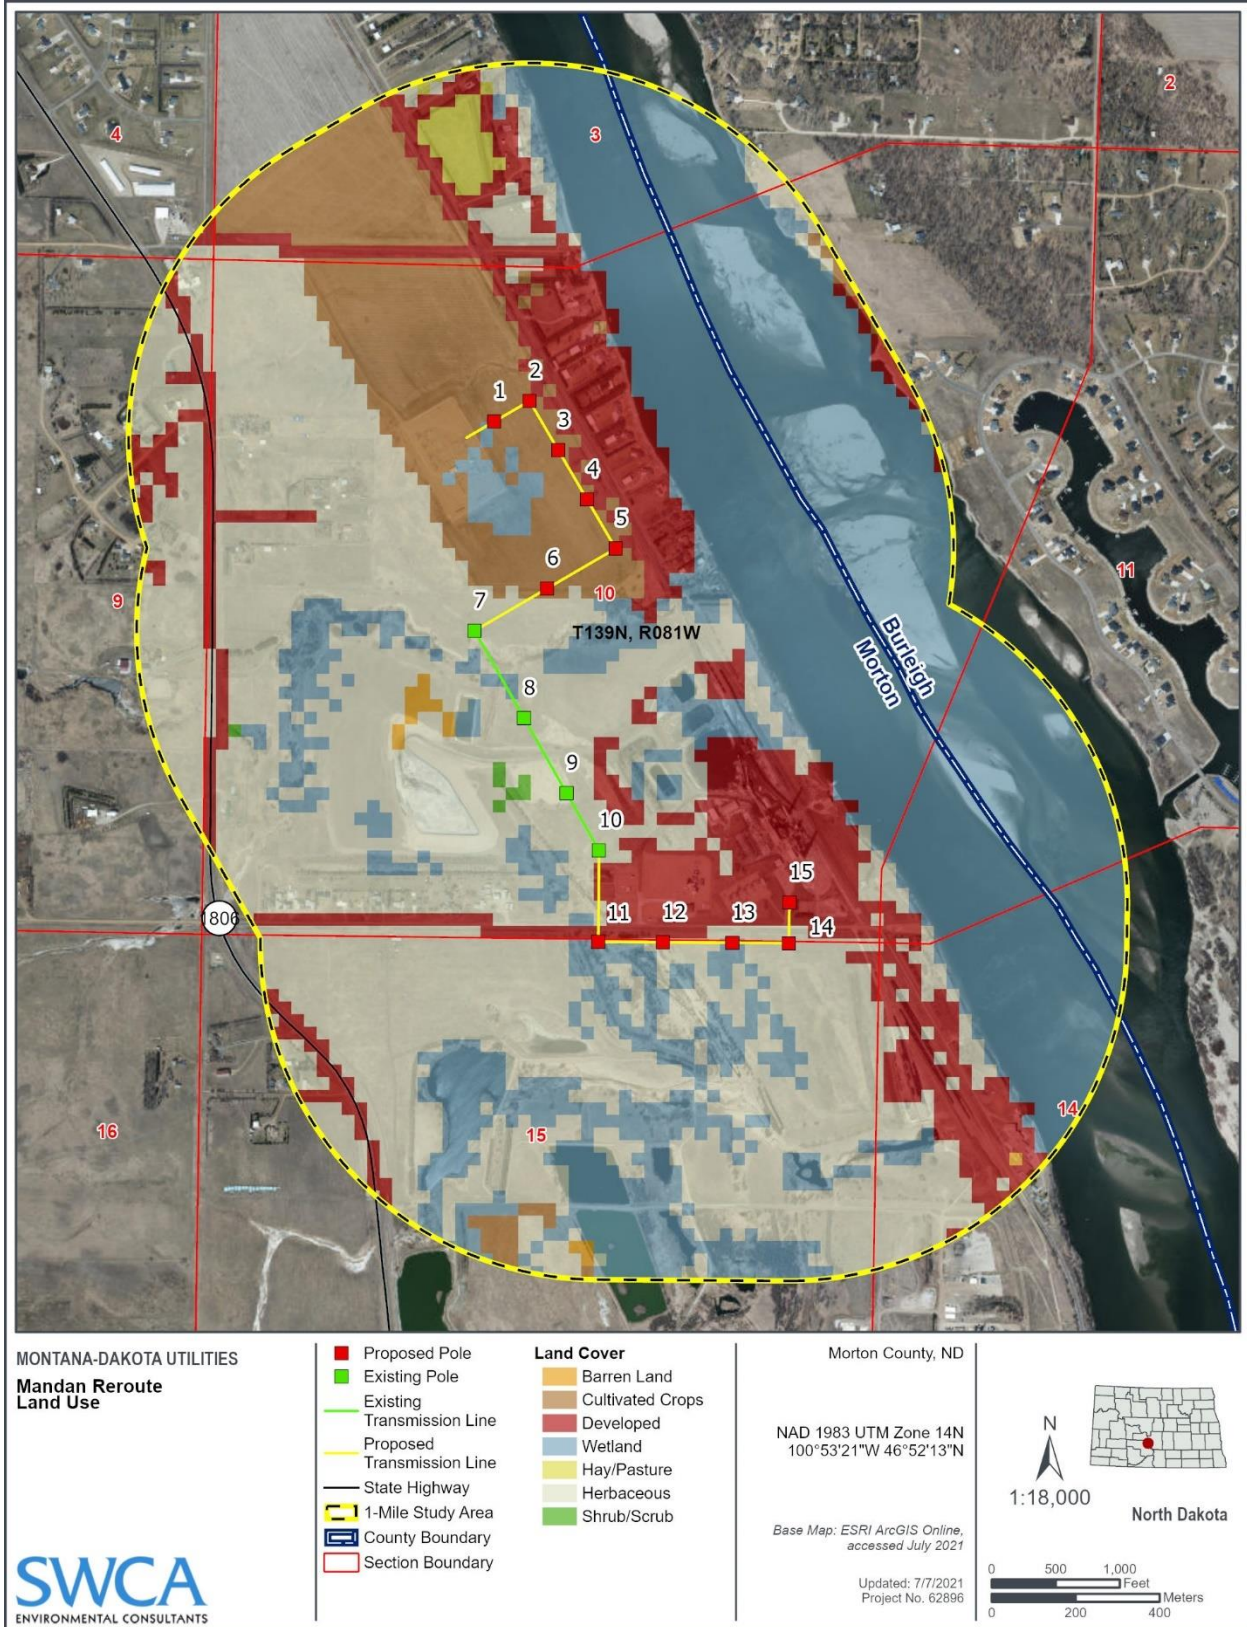 2
4
3
1
2
3
4
5
6
7
10
9
11
T139N, R081W
Burleigh
Morton
8
9
10
15
1806
11
12
13
14
14
16
15
MONTANA-DAKOTA UTILITIES
Mandan Reroute
Land Use
SWCA
ENVIRONMENTAL CONSULTANTS
Proposed Pole
Existing Pole
Existing
Transmission Line
Proposed
Transmission Line
State Highway
1-Mile Study Area
County Boundary
Section Boundary
Land Cover
Barren Land
Cultivated Crops
Developed
Wetland
Hay/Pasture
Herbaceous
Shrub/Scrub
Morton County, ND
NAD 1983 UTM Zone 14N
100°53'21"W 46°52'13"N
Base Map: ESRI ArcGIS Online,
accessed July 2021
Updated: 7/7/2021
Project No. 62896
N
1:18,000
North Dakota
0 500 1,000
Feet
Meters
0 200 400